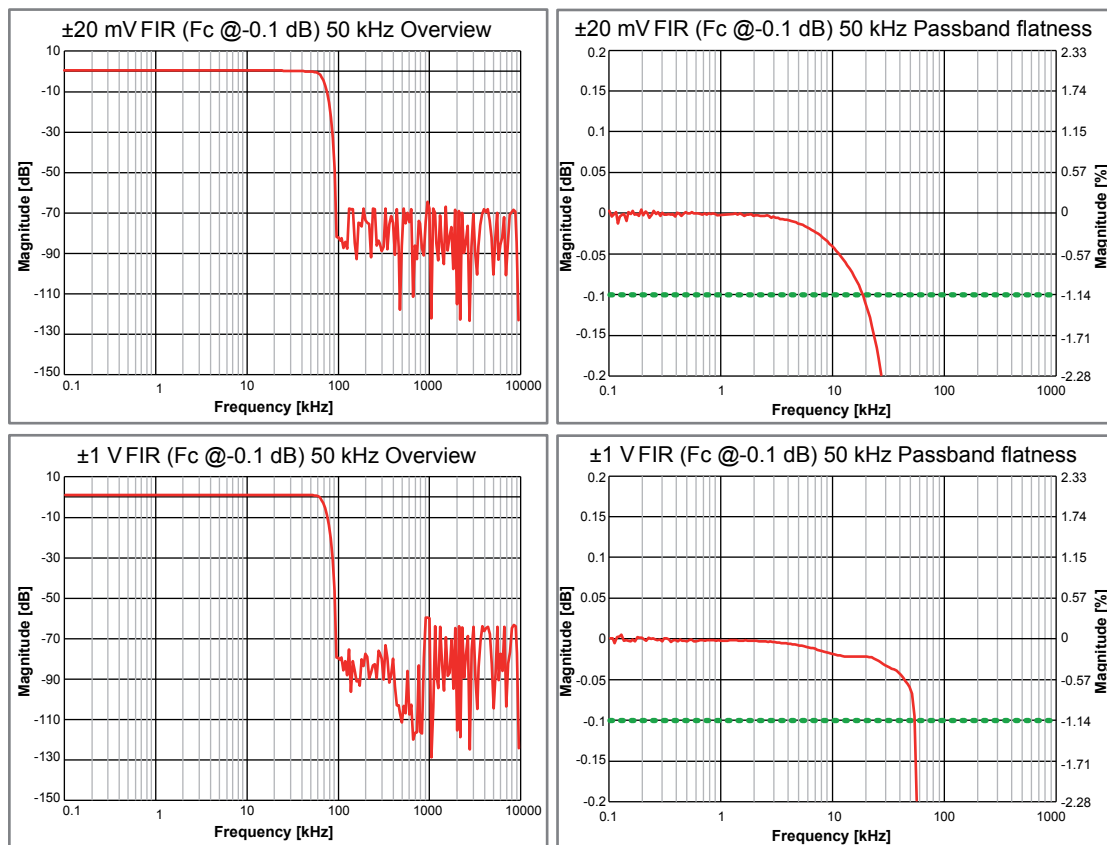 ±20 mV FIR (Fc @-0.1 dB) 50 kHz Overview
10
-10
-30
-50
-70
-90
-110
-130
-150
Magnitude [dB]
0.1 1 10 100 1000 10000
Frequency [kHz]
±20 mV FIR (Fc @-0.1 dB) 50 kHz Passband flatness
0.2 2.33
0.15 1.74
0.1 1.15
0.05 0.57
0 0
-0.05 -0.57
-0.1 -1.14
-0.15 -1.71
-0.2 -2.28
Magnitude [dB]
Magnitude [%]
0.1 1 10 100 1000
Frequency [kHz]
±1 V FIR (Fc @-0.1 dB) 50 kHz Overview
10
-10
-30
-50
-70
-90
-110
-130
-150
Magnitude [dB]
0.1 1 10 100 1000 10000
Frequency [kHz]
±1 V FIR (Fc @-0.1 dB) 50 kHz Passband flatness
0.2 2.33
0.15 1.74
0.1 1.15
0.05 0.57
0 0
-0.05 -0.57
-0.1 -1.14
-0.15 -1.71
-0.2 -2.28
Magnitude [dB]
Magnitude [%]
0.1 1 10 100 1000
Frequency [kHz]